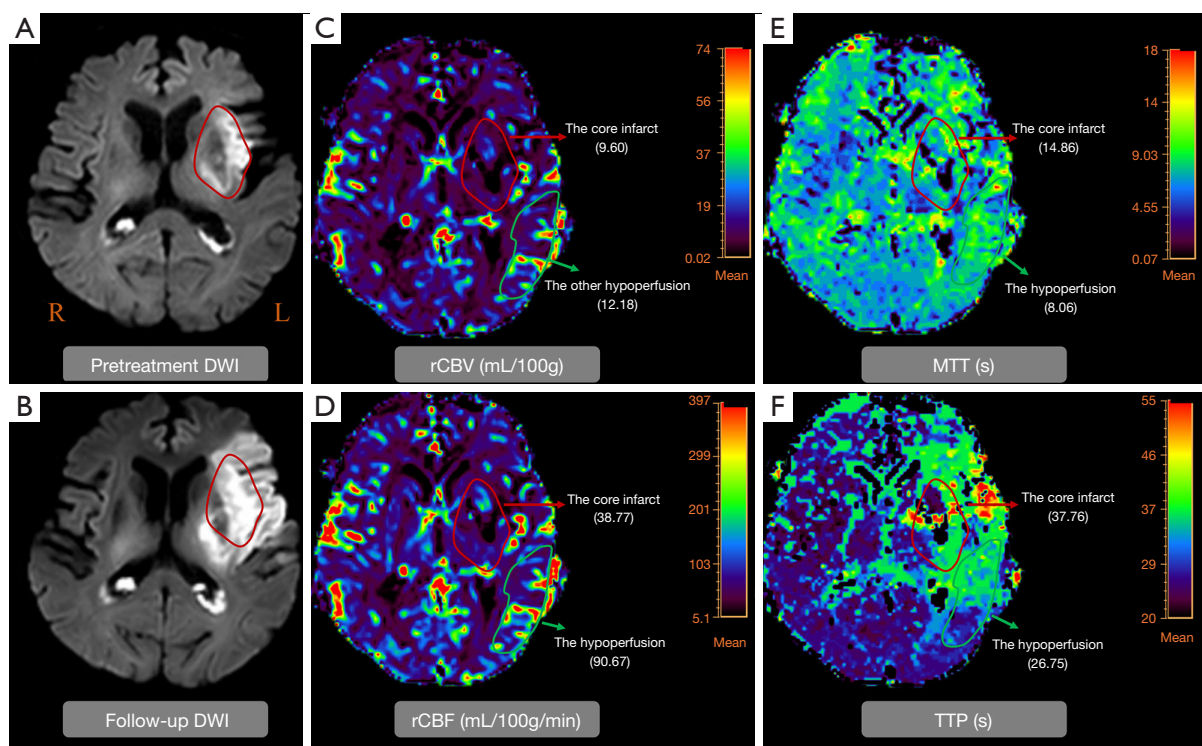 A
R
L
Pretreatment DWI
B
Follow-up DWI
C
74
56
37
19
0.02
Mean
The core infarct
(9.60)
The other hypoperfusion
(12.18)
rCBV (mL/100g)
D
397
299
201
103
5.1
Mean
The core infarct
(38.77)
The hypoperfusion
(90.67)
rCBF (mL/100g/min)
E
18
14
9.03
4.55
0.07
Mean
The core infarct
(14.86)
The hypoperfusion
(8.06)
MTT (s)
F
55
46
37
29
20
Mean
The core infarct
(37.76)
The hypoperfusion
(26.75)
TTP (s)